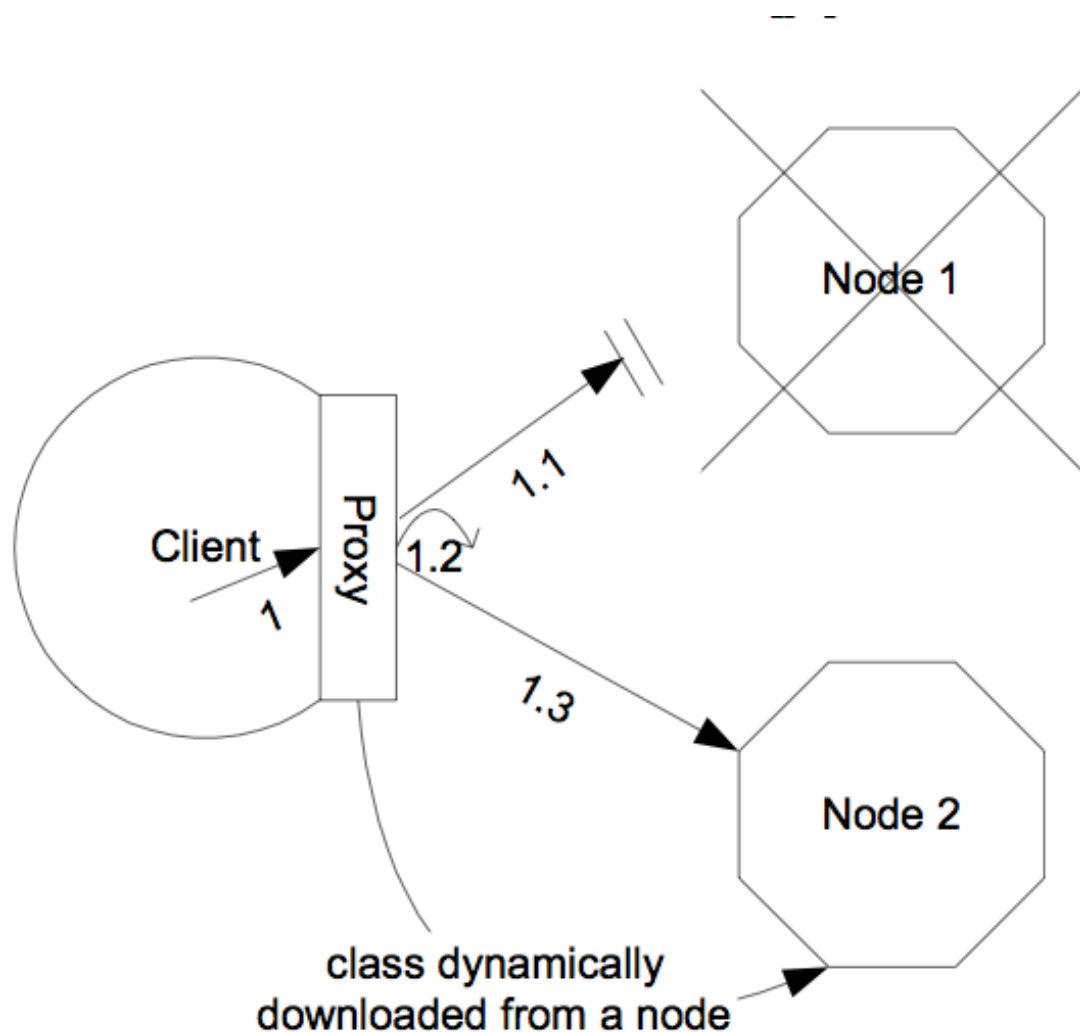 Node 1
1.1
Client
Proxy
1.2
1
1.3
Node 2
class dynamically
downloaded from a node